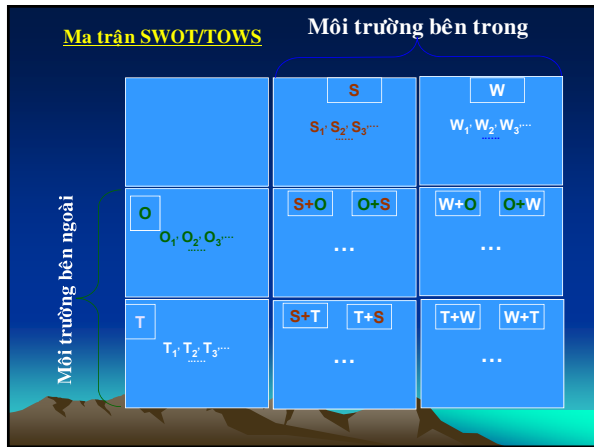 Ma trận SWOT/TOWS
Môi trường bên trong
S
W
S1, S2, S3,....
......
W1, W2, W3,....
......
Môi trường bên ngoài
O
O1, O2, O3,....
......
S+O O+S
...
W+O O+W
...
T
T1, T2, T3,....
......
S+T T+S
...
T+W W+T
...